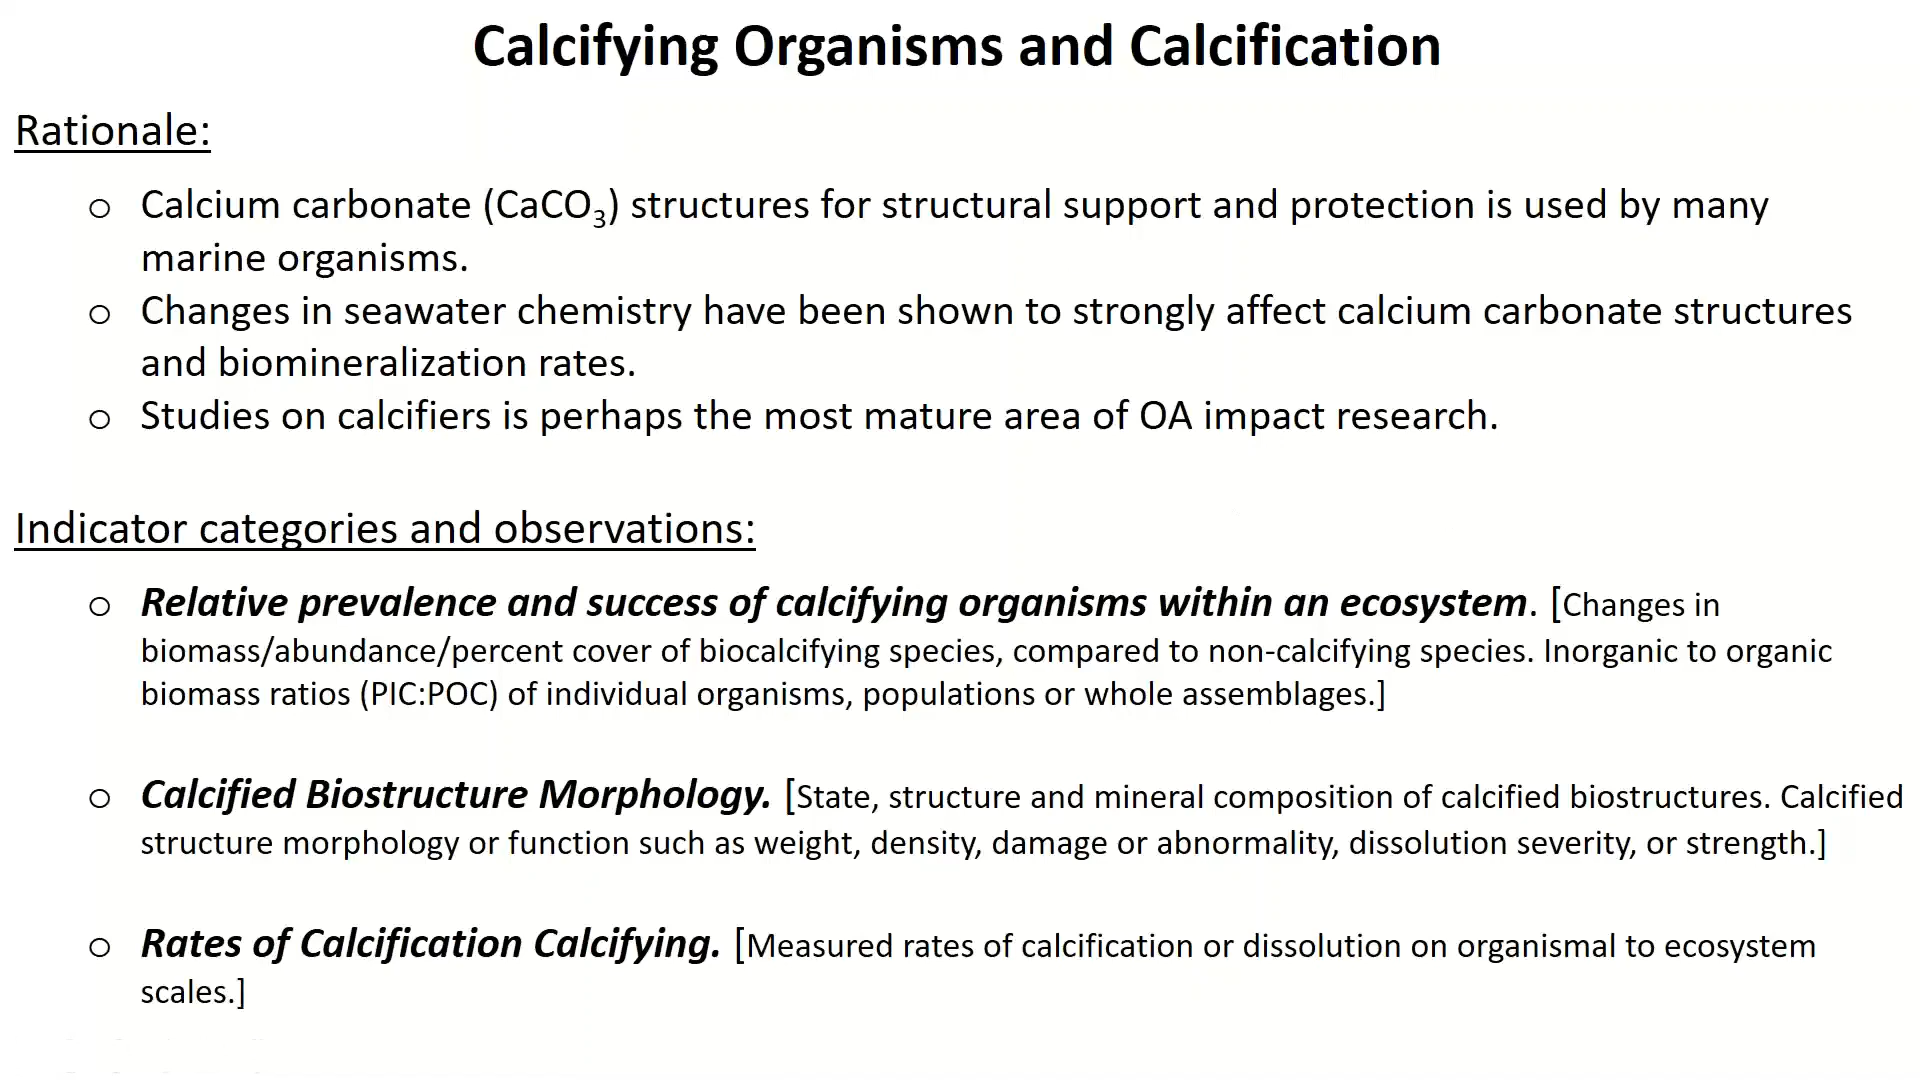 Calcifying Organisms and Calcification
Rationale:
o Calcium carbonate (CaCO₃) structures for structural support and protection is used by many
marine organisms.
o Changes in seawater chemistry have been shown to strongly affect calcium carbonate structures
and biomineralization rates.
o Studies on calcifiers is perhaps the most mature area of OA impact research.
Indicator categories and observations:
o Relative prevalence and success of calcifying organisms within an ecosystem. [Changes in
biomass/abundance/percent cover of biocalcifying species, compared to non-calcifying species. Inorganic to organic
biomass ratios (PIC:POC) of individual organisms, populations or whole assemblages.]
o Calcified Biostructure Morphology. [State, structure and mineral composition of calcified biostructures. Calcified
structure morphology or function such as weight, density, damage or abnormality, dissolution severity, or strength.]
o Rates of Calcification Calcifying. [Measured rates of calcification or dissolution on organismal to ecosystem
scales.]